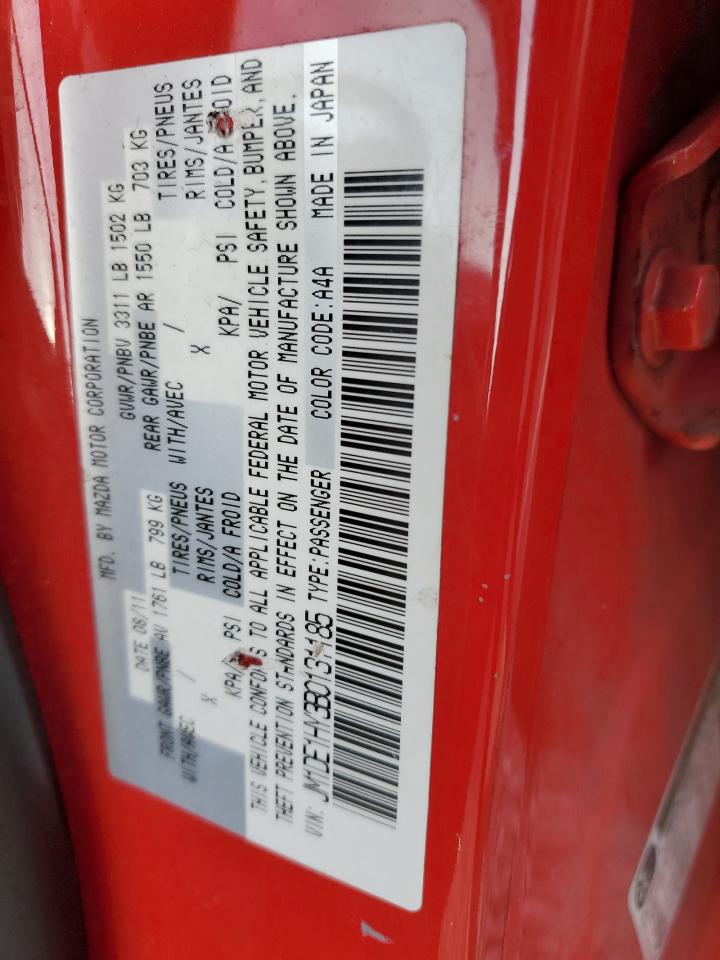 MFD. BY MAZDA MOTOR CORPORATION
DATE 08/11 GVWR/PNBV 3311 LB 1502 KG
FRONT GAWR/PNBE AV 1761 LB 799 KG REAR GAWR/PNBE AR 1550 LB 703 KG
WITH/AVEC / TIRES/PNEUS WITH/AVEC / TIRES/PNEUS
X RIMS/JANTES X RIMS/JANTES
KPA/ PSI COLD/A FROID KPA/ PSI COLD/A FROID
THIS VEHICLE CONFORMS TO ALL APPLICABLE FEDERAL MOTOR VEHICLE SAFETY, BUMPER, AND
THEFT PREVENTION STANDARDS IN EFFECT ON THE DATE OF MANUFACTURE SHOWN ABOVE.
VIN: JM1DE1HY3B0131185 TYPE:PASSENGER COLOR CODE:A4A MADE IN JAPAN